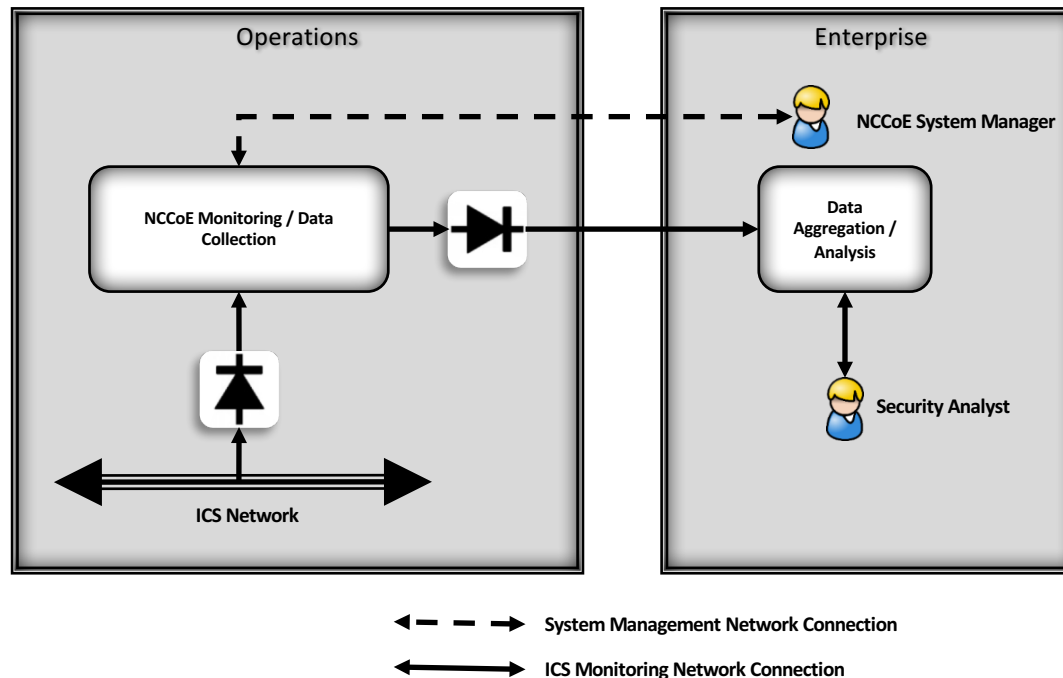 Operations
Enterprise
NCCoE System Manager
NCCoE Monitoring / Data
Collection
Data
Aggregation /
Analysis
Security Analyst
ICS Network
System Management Network Connection
ICS Monitoring Network Connection